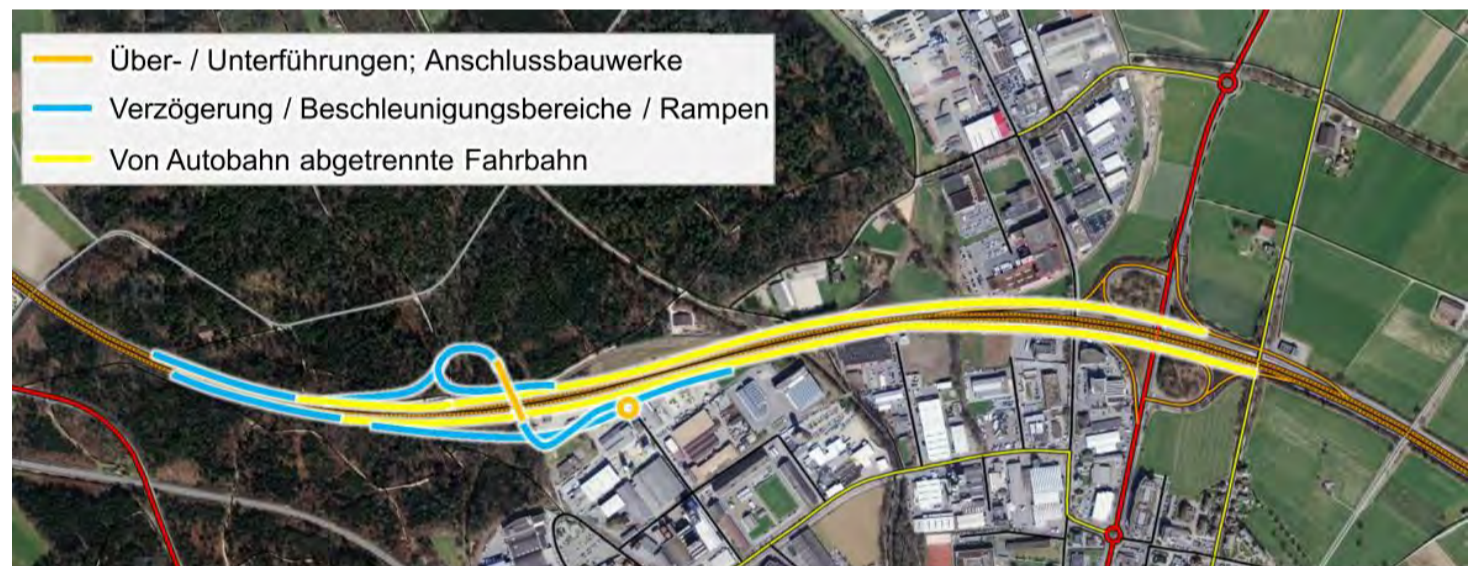 Über- / Unterführungen; Anschlussbauwerke
Verzögerung / Beschleunigungsbereiche / Rampen
Von Autobahn abgetrennte Fahrbahn